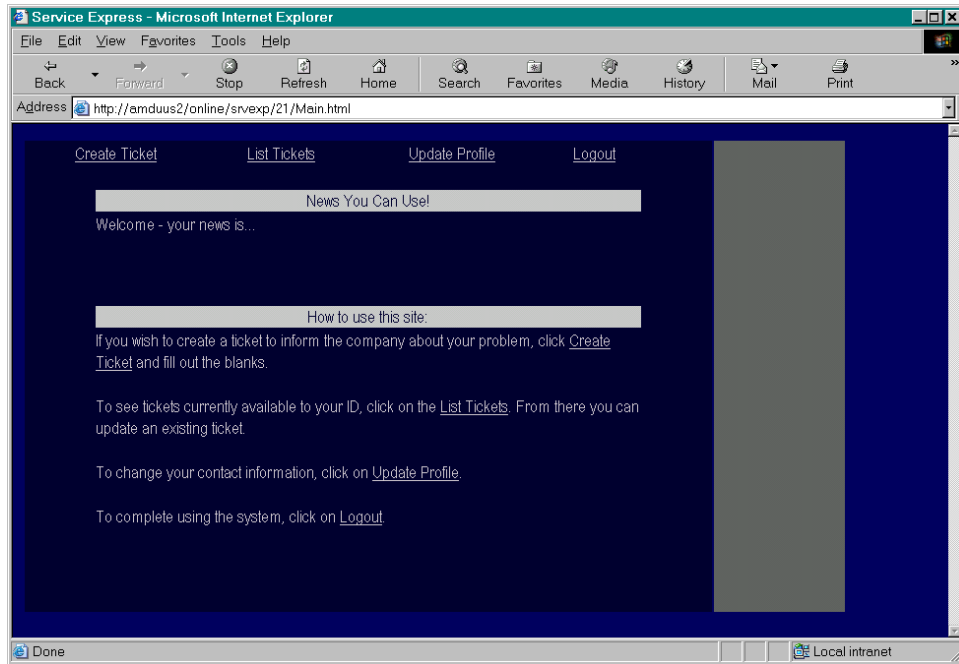 Service Express - Microsoft Internet Explorer
File Edit View Favorites Tools Help
Back Forward Stop Refresh Home Search Favorites Media History Mail Print »
Address http://amduus2/online/srvexp/21/Main.html
Create Ticket List Tickets Update Profile Logout
News You Can Use!
Welcome - your news is...
How to use this site:
If you wish to create a ticket to inform the company about your problem, click Create
Ticket and fill out the blanks.
To see tickets currently available to your ID, click on the List Tickets. From there you can
update an existing ticket.
To change your contact information, click on Update Profile.
To complete using the system, click on Logout.
Done Local intranet